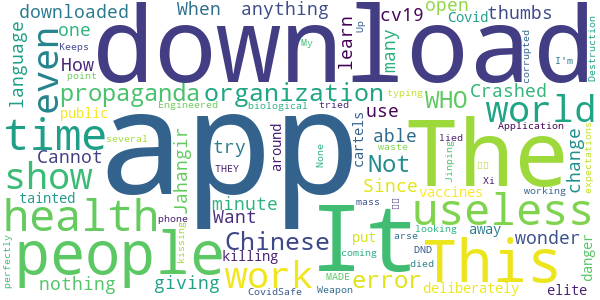 downloaded When anything cv19 open thumbs
download
Destruction
language even Keeps one How
Up My learn many Covid I'm corrupted
propaganda organization WHO Crashed
point public Engineered biological tried use typing
time app The world
Cannot try around cartels able Application
show several THEY None lied Not change expectations
tainted Jahangir minute Since Jinping Xi vaccines working
health Want It useless
phone Chinese put away wonder
people kissing killing mass arse looking DND
perfectly nothing giving work waste coming died This danger
MADE error deliberately elite
CovidSafe Weapon